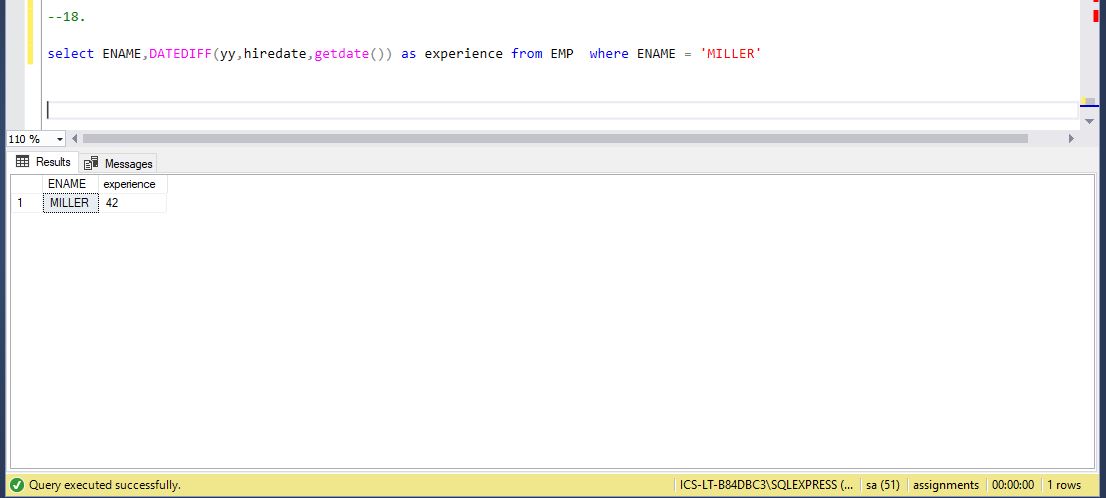 --18.
select ENAME,DATEDIFF(yy,hiredate,getdate()) as experience from EMP  where ENAME = 'MILLER'
110 %
Results Messages
ENAME experience
1 MILLER 42
Query executed successfully. ICS-LT-B84DBC3\SQLEXPRESS (... sa (51) assignments 00:00:00 1 rows